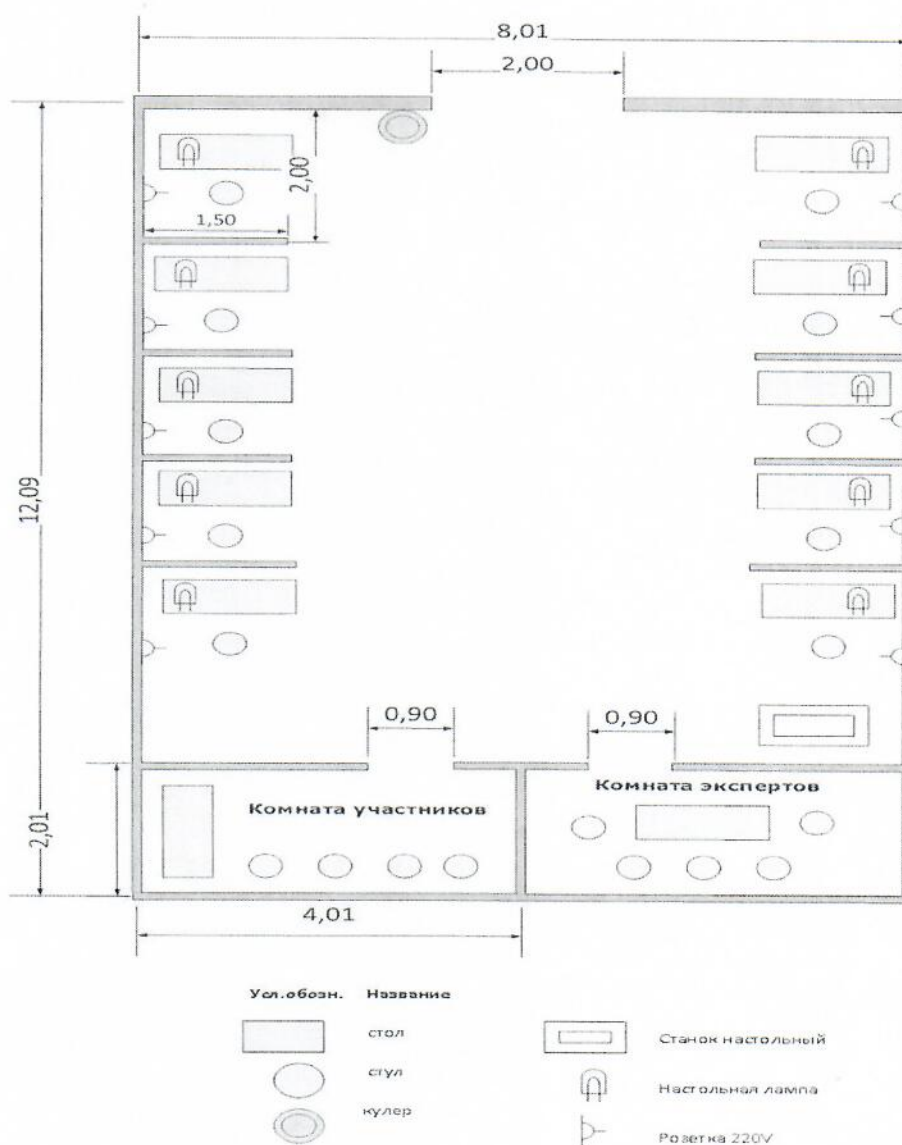 8,01
2,00
2,00
1,50
12,09
0,90
0,90
Комната участников
Комната экспертов
2,01
4,01
Усл.обозн. Название
стол
Станок настольный
стул
Настольная лампа
кулер
Розетка 220V